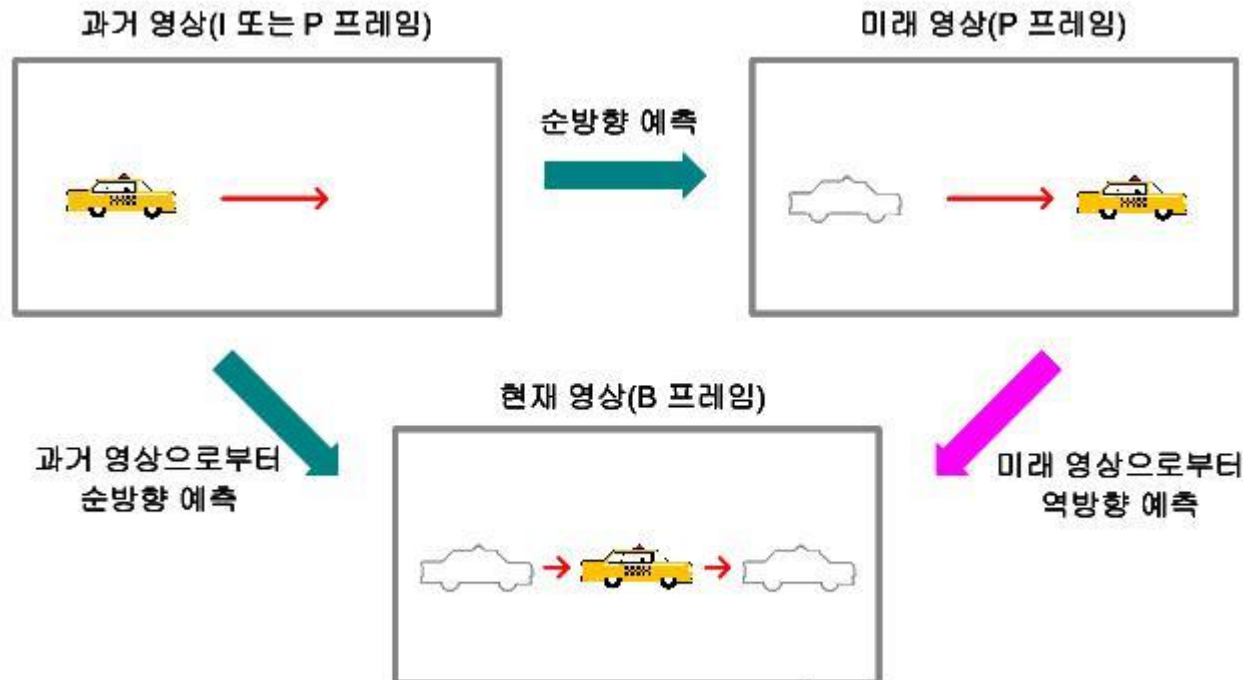 과거 영상(I 또는 P 프레임)
미래 영상(P 프레임)
순방향 예측
현재 영상(B 프레임)
과거 영상으로부터
순방향 예측
미래 영상으로부터
역방향 예측